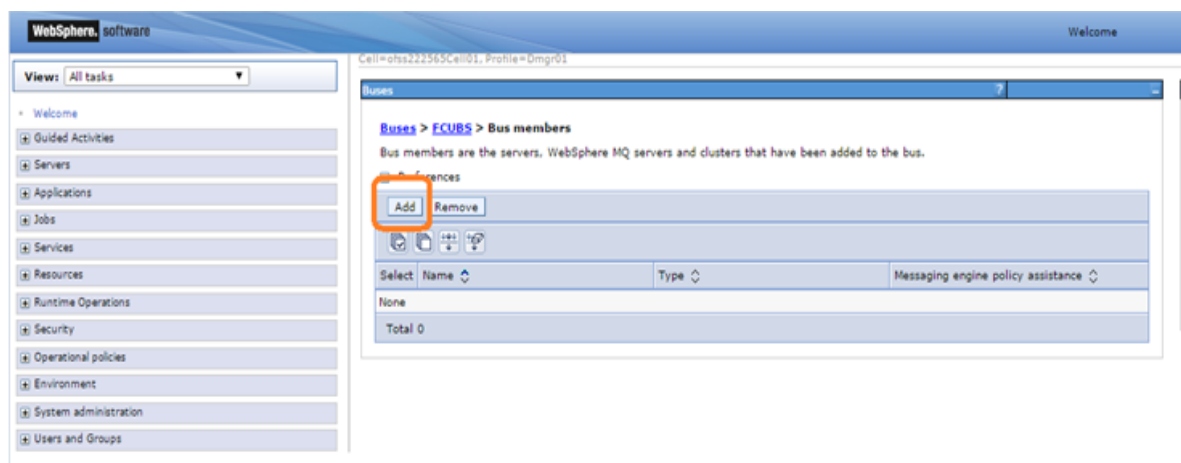 WebSphere. software
Welcome
Cell=ofss222565Cell01, Profile=Dmgr01
View: All tasks
Buses
?
Welcome
Guided Activities
Servers
Applications
Jobs
Services
Resources
Runtime Operations
Security
Operational policies
Environment
System administration
Users and Groups
Buses > FCUBS > Bus members
Bus members are the servers, WebSphere MQ servers and clusters that have been added to the bus.
Preferences
Add Remove
Select Name Type Messaging engine policy assistance
None
Total 0